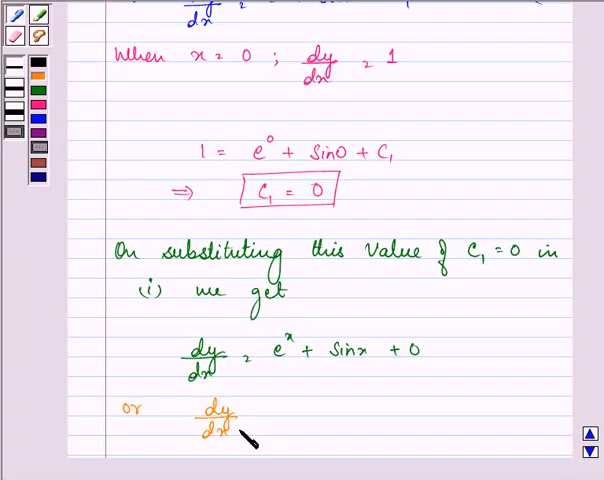 When x = 0 ; dy/dx = 1
1 = e^0 + sin0 + C₁
⇒ C₁ = 0
On substituting this value of C₁ = 0 in
(i) we get
dy/dx = e^x + sinx + 0
or dy/dx